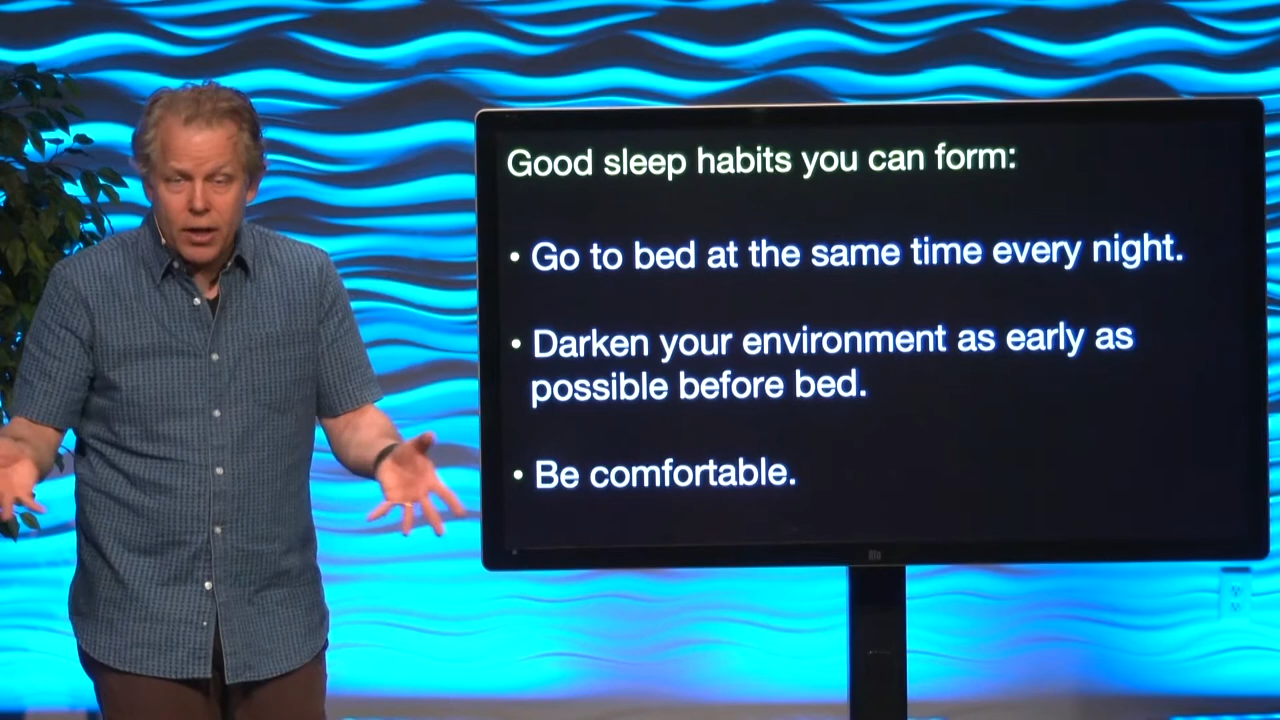 Good sleep habits you can form:
• Go to bed at the same time every night.
• Darken your environment as early as
possible before bed.
• Be comfortable.
elo